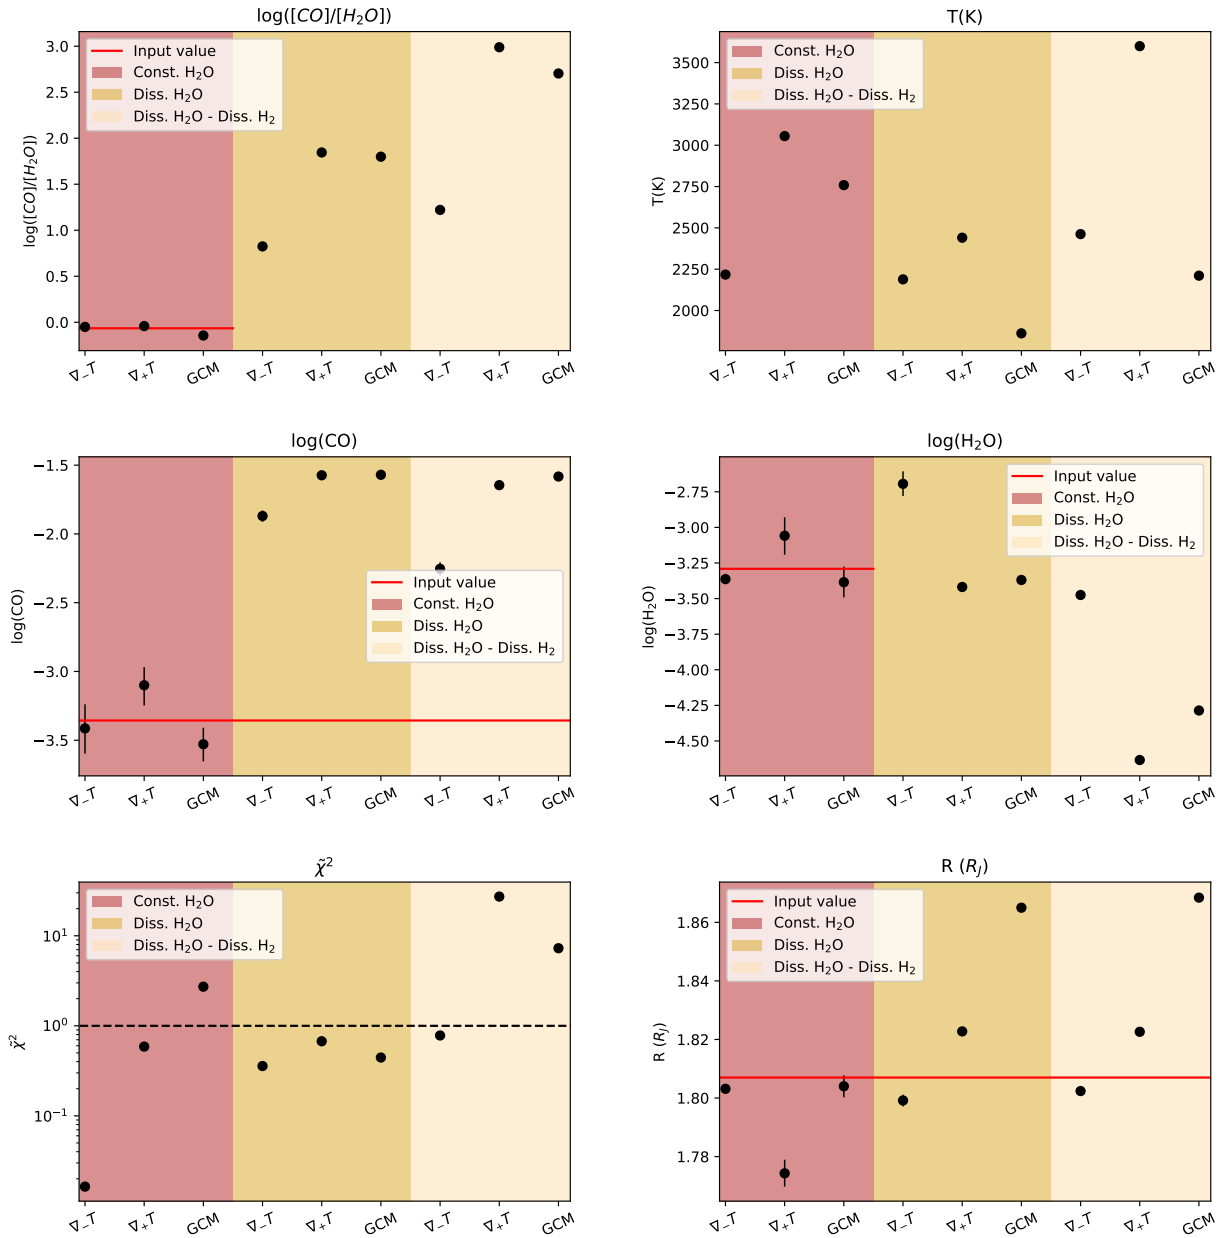 log([CO]/[H₂O])
log([CO]/[H₂O])
3.0
2.5
2.0
1.5
1.0
0.5
0.0
Input value
Const. H₂O
Diss. H₂O
Diss. H₂O - Diss. H₂
∇₋T ∇₊T GCM ∇₋T ∇₊T GCM ∇₋T ∇₊T GCM
T(K)
T(K)
3500
3250
3000
2750
2500
2250
2000
Const. H₂O
Diss. H₂O
Diss. H₂O - Diss. H₂
∇₋T ∇₊T GCM ∇₋T ∇₊T GCM ∇₋T ∇₊T GCM
log(CO)
log(CO)
−1.5
−2.0
−2.5
−3.0
−3.5
Input value
Const. H₂O
Diss. H₂O
Diss. H₂O - Diss. H₂
∇₋T ∇₊T GCM ∇₋T ∇₊T GCM ∇₋T ∇₊T GCM
log(H₂O)
log(H₂O)
−2.75
−3.00
−3.25
−3.50
−3.75
−4.00
−4.25
−4.50
Input value
Const. H₂O
Diss. H₂O
Diss. H₂O - Diss. H₂
∇₋T ∇₊T GCM ∇₋T ∇₊T GCM ∇₋T ∇₊T GCM
χ̃²
χ̃²
10¹
10⁰
10⁻¹
Const. H₂O
Diss. H₂O
Diss. H₂O - Diss. H₂
∇₋T ∇₊T GCM ∇₋T ∇₊T GCM ∇₋T ∇₊T GCM
R (R_J)
R (R_J)
1.86
1.84
1.82
1.80
1.78
Input value
Const. H₂O
Diss. H₂O
Diss. H₂O - Diss. H₂
∇₋T ∇₊T GCM ∇₋T ∇₊T GCM ∇₋T ∇₊T GCM